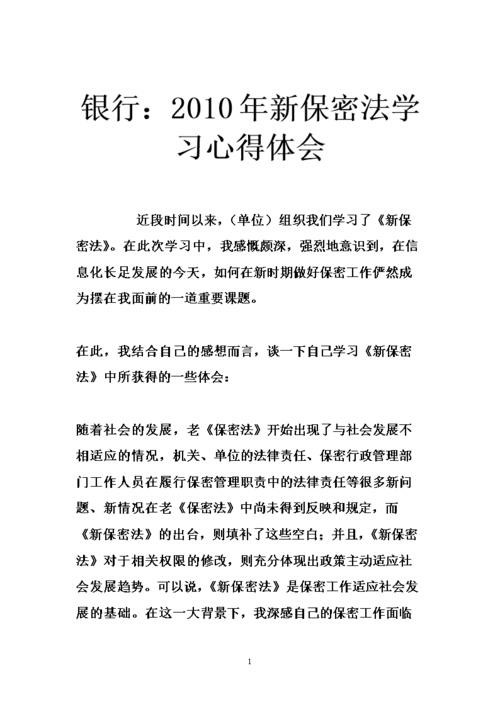 银行：2010年新保密法学
习心得体会
近段时间以来，（单位）组织我们学习了《新保
密法》。在此次学习中，我感慨颇深，强烈地意识到，在信
息化长足发展的今天，如何在新时期做好保密工作俨然成
为摆在我面前的一道重要课题。
在此，我结合自己的感想而言，谈一下自己学习《新保密
法》中所获得的一些体会：
随着社会的发展，老《保密法》开始出现了与社会发展不
相适应的情况，机关、单位的法律责任、保密行政管理部
门工作人员在履行保密管理职责中的法律责任等很多新问
题、新情况在老《保密法》中尚未得到反映和规定，而
《新保密法》的出台，则填补了这些空白；并且，《新保密
法》对于相关权限的修改，则充分体现出政策主动适应社
会发展趋势。可以说，《新保密法》是保密工作适应社会发
展的基础。在这一大背景下，我深感自己的保密工作面临
1